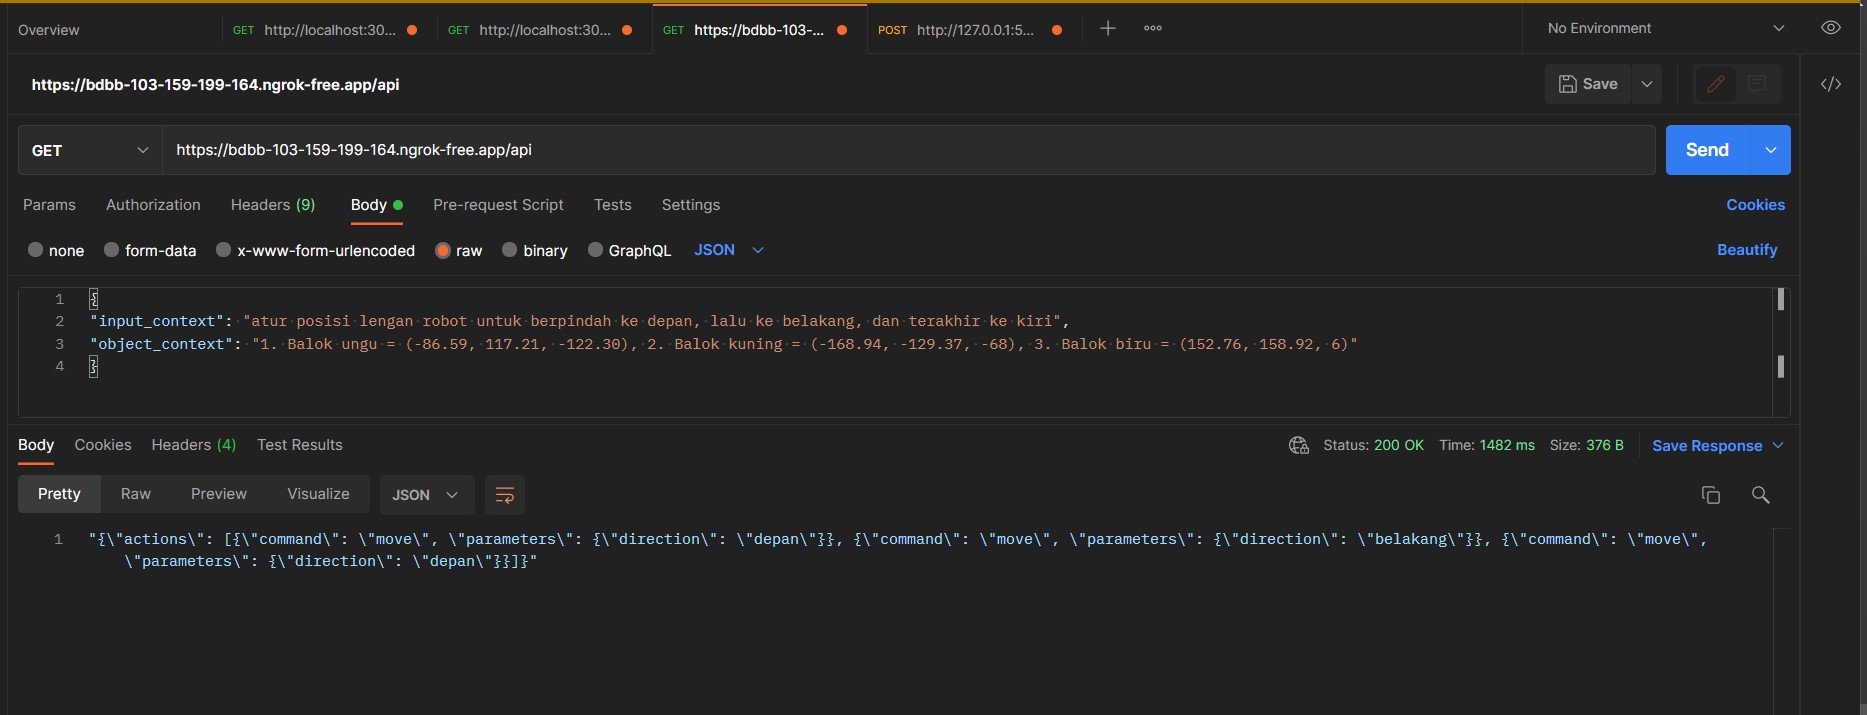 Overview
GET http://localhost:30...
GET http://localhost:30...
GET https://bdbb-103-...
POST http://127.0.0.1:5...
No Environment
https://bdbb-103-159-199-164.ngrok-free.app/api
Save
GET
https://bdbb-103-159-199-164.ngrok-free.app/api
Send
Params Authorization Headers (9) Body Pre-request Script Tests Settings
Cookies
none form-data x-www-form-urlencoded raw binary GraphQL JSON
Beautify
1 {
2 "input_context": "atur posisi lengan robot untuk berpindah ke depan, lalu ke belakang, dan terakhir ke kiri",
3 "object_context": "1. Balok ungu = (-86.59, 117.21, -122.30), 2. Balok kuning = (-168.94, -129.37, -68), 3. Balok biru = (152.76, 158.92, 6)"
4 }
Body Cookies Headers (4) Test Results
Status: 200 OK Time: 1482 ms Size: 376 B Save Response
Pretty Raw Preview Visualize JSON
1 "{\"actions\": [{\"command\": \"move\", \"parameters\": {\"direction\": \"depan\"}}, {\"command\": \"move\", \"parameters\": {\"direction\": \"belakang\"}}, {\"command\": \"move\",
\"parameters\": {\"direction\": \"depan\"}}]}"